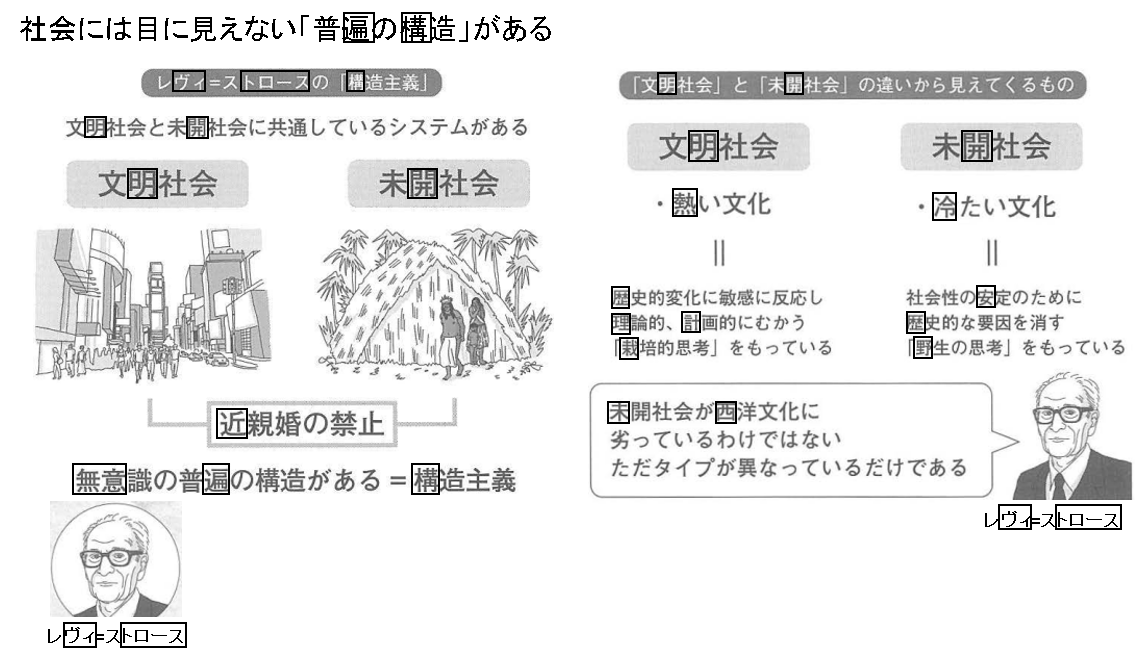 社会には目に見えない「普遍の構造」がある
レヴィ=ストロースの「構造主義」
文明社会と未開社会に共通しているシステムがある
文明社会
未開社会
近親婚の禁止
無意識の普遍の構造がある＝構造主義
レヴィ=ストロース
「文明社会」と「未開社会」の違いから見えてくるもの
文明社会
未開社会
・熱い文化
・冷たい文化
||
||
歴史的変化に敏感に反応し
理論的、計画的にむかう
「栽培的思考」をもっている
社会性の安定のために
歴史的な要因を消す
「野生の思考」をもっている
未開社会が西洋文化に
劣っているわけではない
ただタイプが異なっているだけである
レヴィ=ストロース